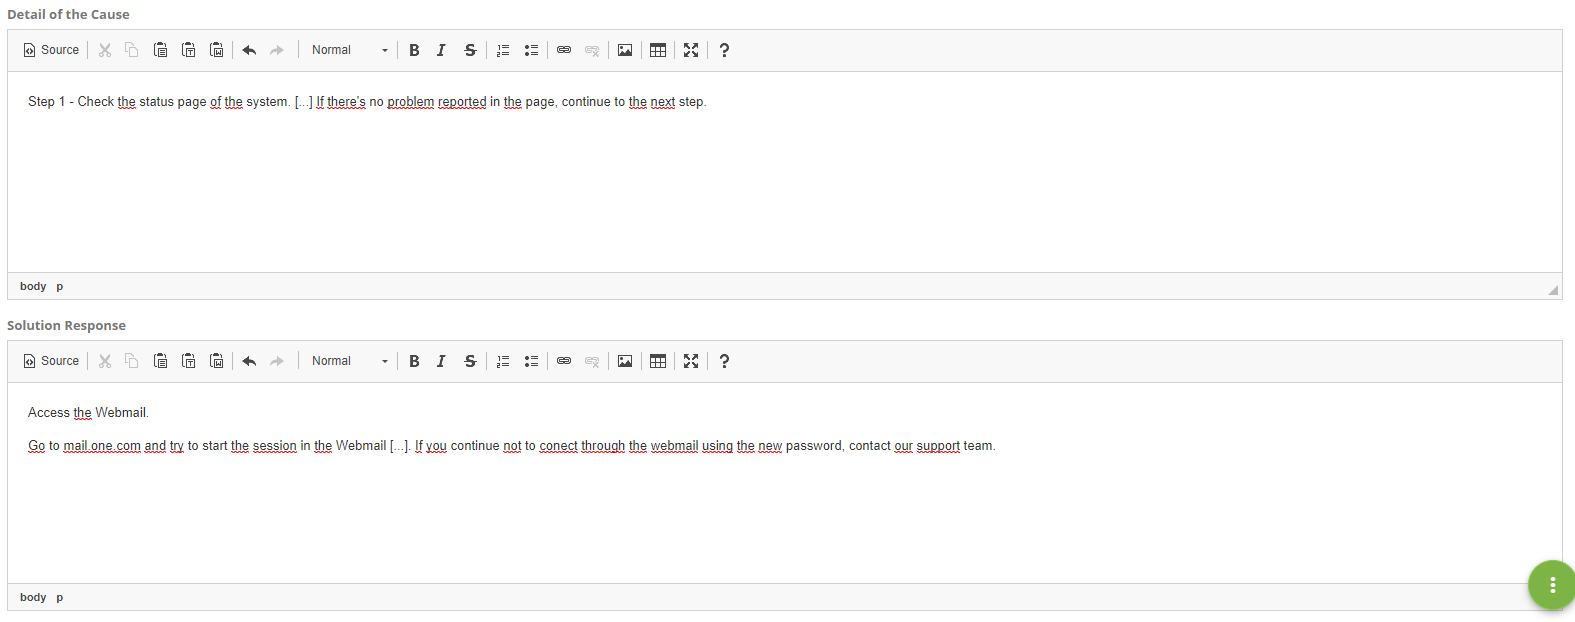 Detail of the Cause
Source Normal B I S ?
Step 1 - Check the status page of the system. [...] If there's no problem reported in the page, continue to the next step.
body p
Solution Response
Source Normal B I S ?
Access the Webmail.
Go to mail.one.com and try to start the session in the Webmail [...]. If you continue not to conect through the webmail using the new password, contact our support team.
body p